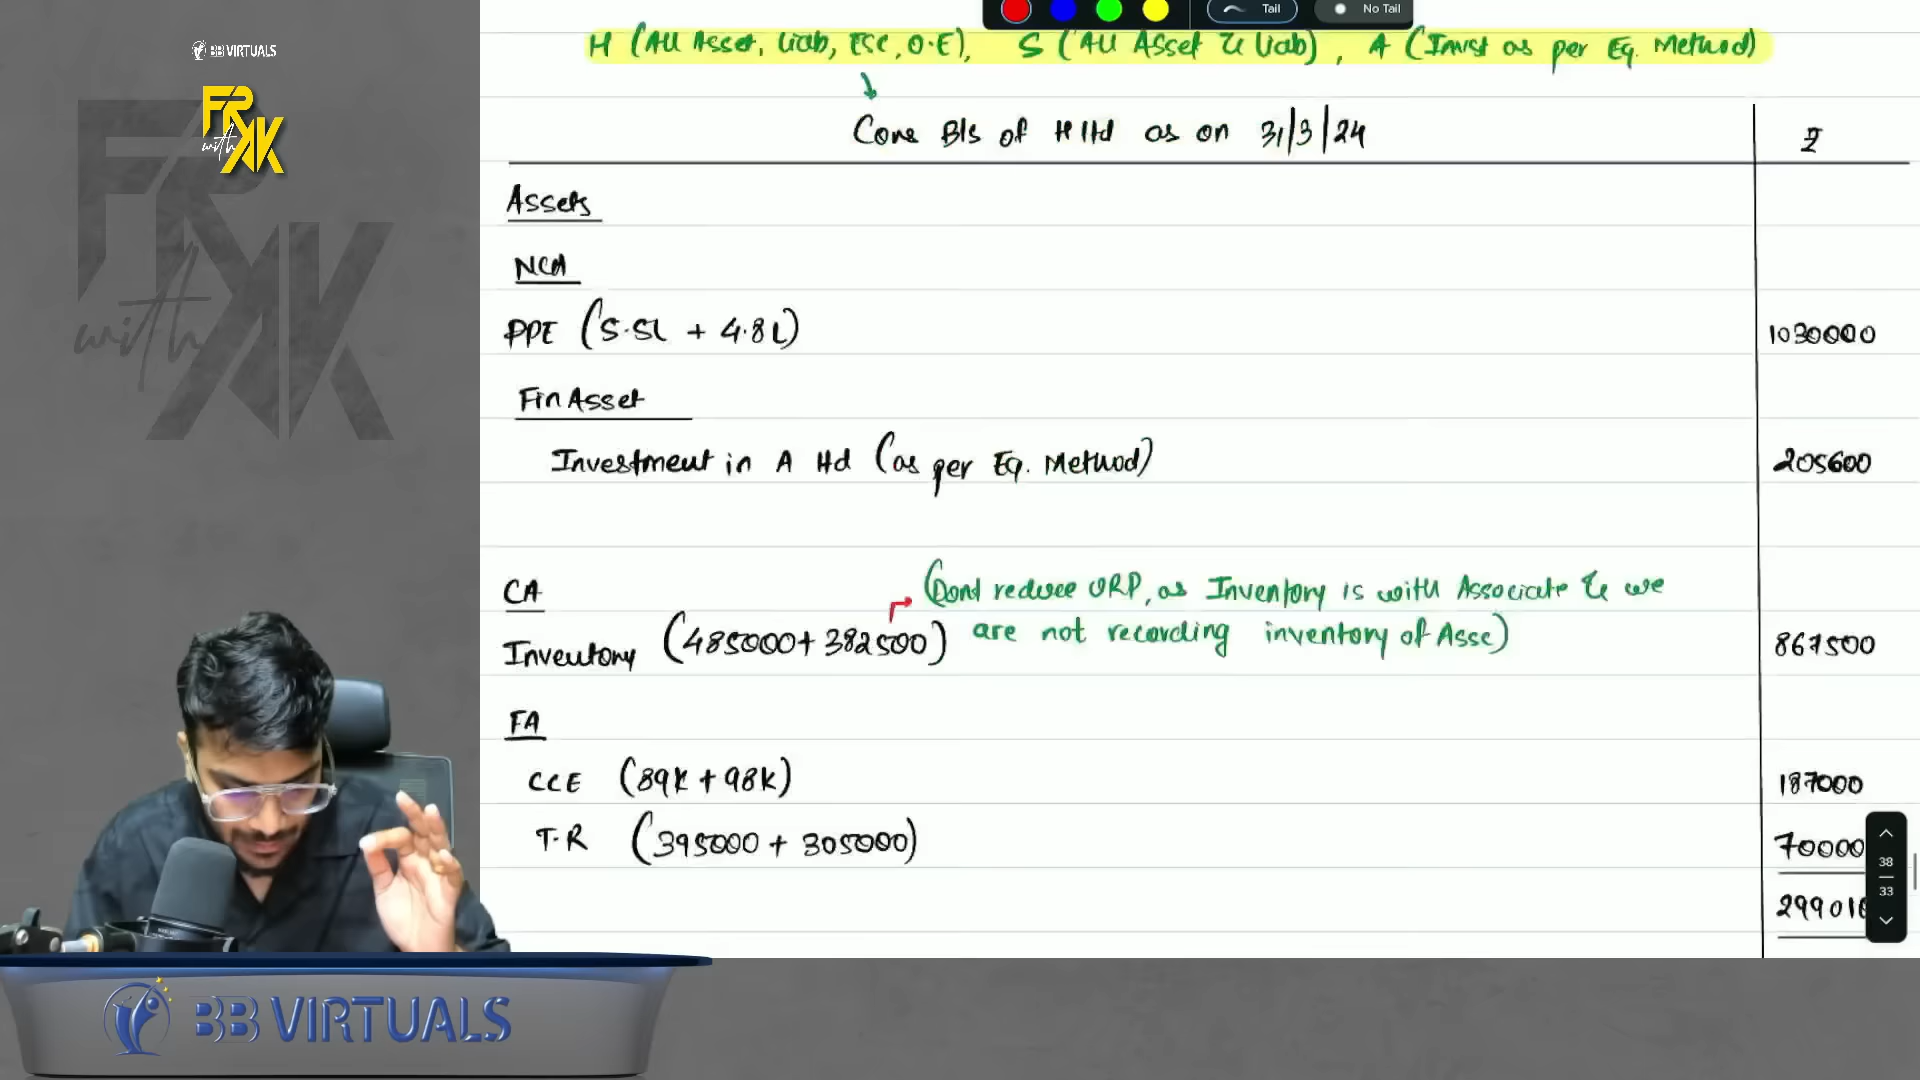 Tail
No Tail
BB VIRTUALS
FR
with
AK
H (All Asset, Liab, ESC, O.E), S (All Asset & Liab), A (Invst as per Eq. Method)
Cons B/s of H ltd as on 31/3/24
₹
Assets
NCA
PPE (5.5L + 4.8L)
1030000
Fin Asset
Investment in A ltd (as per Eq. Method)
205600
(Dont reduce URP, as Inventory is with Associate & we
CA
are not recording inventory of Asso)
Inventory (485000+ 382500)
867500
FA
CCE (89K + 98K)
187000
T.R (395000 + 305000)
70000
38
33
29901
BB VIRTUALS